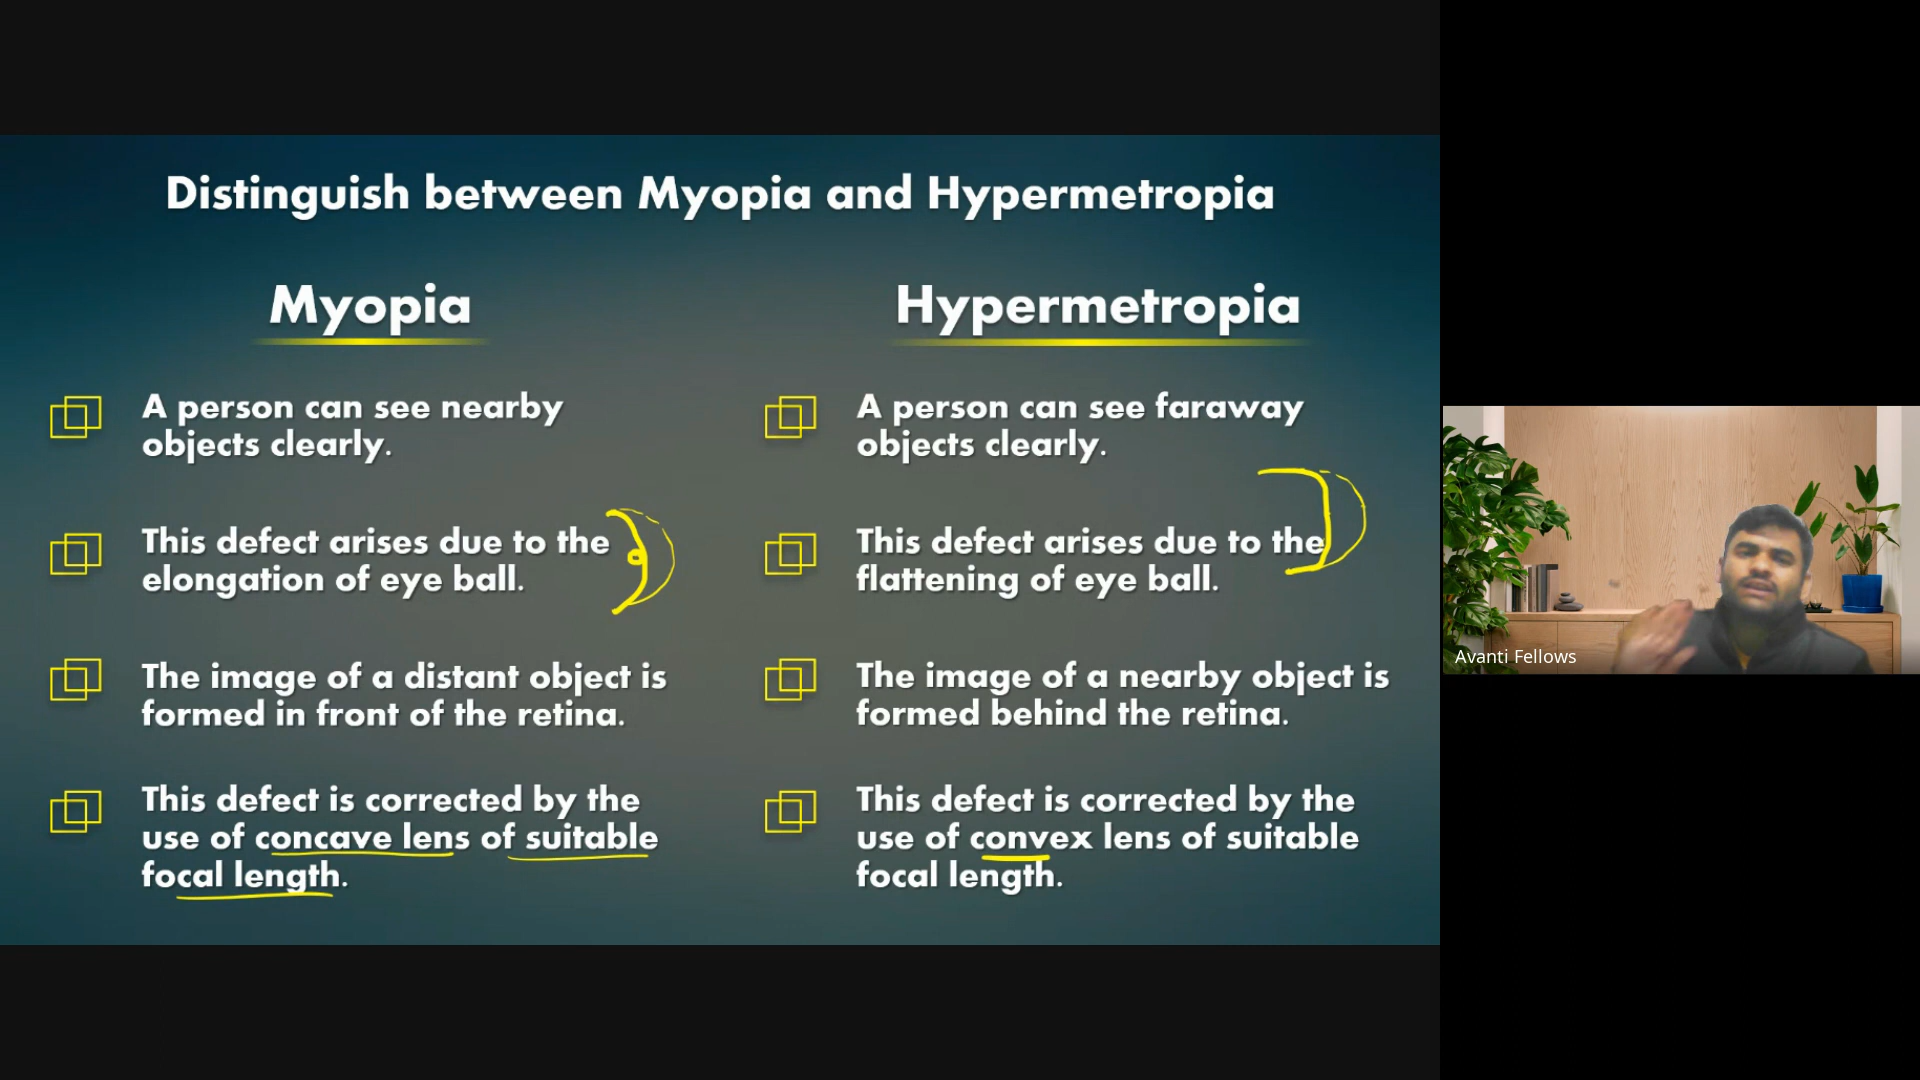 Distinguish between Myopia and Hypermetropia
Myopia
A person can see nearby
objects clearly.
This defect arises due to the
elongation of eye ball.
The image of a distant object is
formed in front of the retina.
This defect is corrected by the
use of concave lens of suitable
focal length.
Hypermetropia
A person can see faraway
objects clearly.
This defect arises due to the
flattening of eye ball.
The image of a nearby object is
formed behind the retina.
This defect is corrected by the
use of convex lens of suitable
focal length.
Avanti Fellows